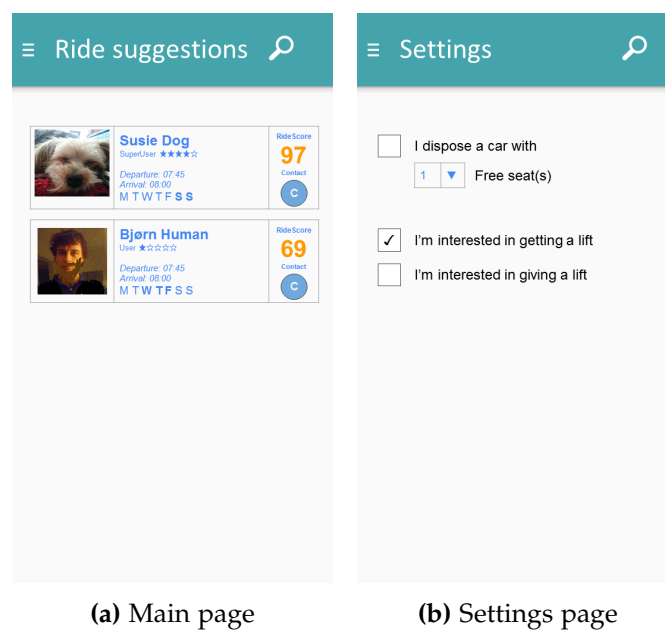 Ride suggestions
Susie Dog
SuperUser ★★★★☆
Departure: 07.45
Arrival: 08:00
M T W T F S S
RideScore
97
Contact
C
Bjørn Human
User ★☆☆☆☆
Departure: 07:45
Arrival: 08:00
M T W T F S S
RideScore
69
Contact
C
(a) Main page
Settings
I dispose a car with
1 ▼ Free seat(s)
✓ I'm interested in getting a lift
I'm interested in giving a lift
(b) Settings page